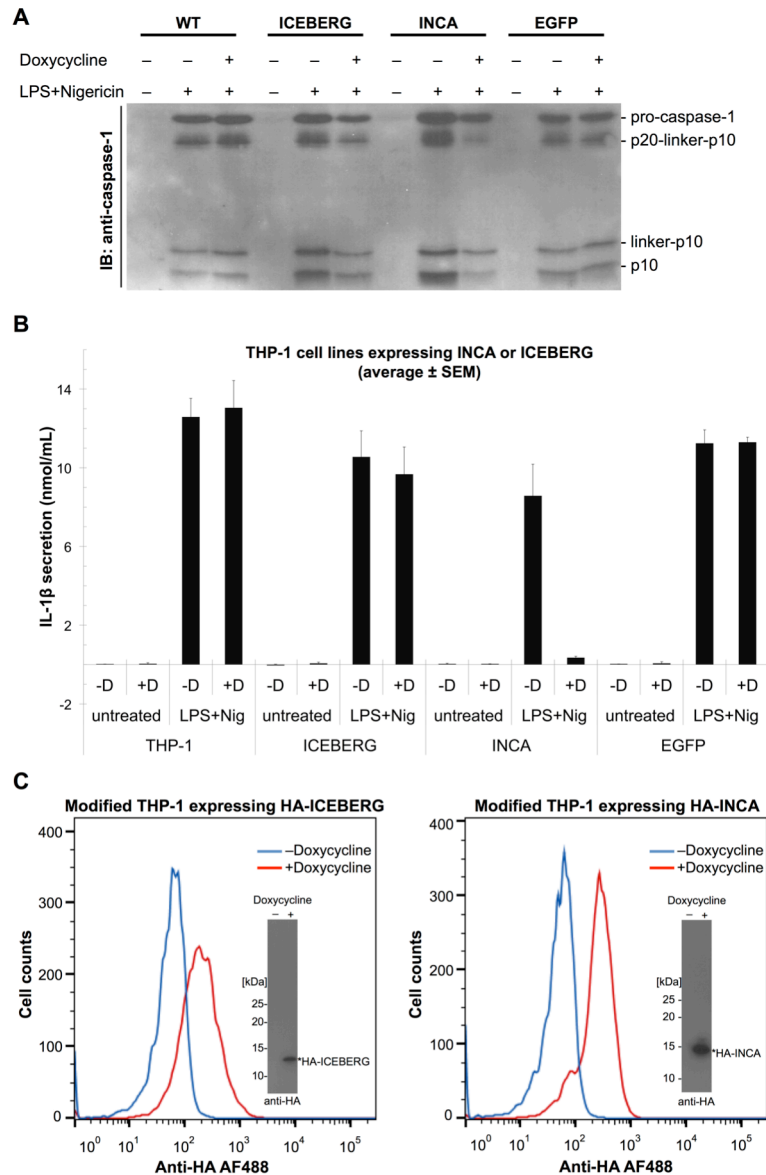 A
WT ICEBERG INCA EGFP
Doxycycline – – + – – + – – + – – +
LPS+Nigericin – + + – + + – + + – + +
IB: anti-caspase-1
- pro-caspase-1
- p20-linker-p10
- linker-p10
- p10
B
THP-1 cell lines expressing INCA or ICEBERG
(average ± SEM)
IL-1β secretion (nmol/mL)
14
10
6
2
-2
-D +D -D +D -D +D -D +D -D +D -D +D -D +D -D +D
untreated LPS+Nig untreated LPS+Nig untreated LPS+Nig untreated LPS+Nig
THP-1 ICEBERG INCA EGFP
C
Modified THP-1 expressing HA-ICEBERG
Cell counts
400
300
200
100
0
–Doxycycline
+Doxycycline
Doxycycline
– +
[kDa]
25-
20-
15-
10-
*HA-ICEBERG
anti-HA
10⁰ 10¹ 10² 10³ 10⁴ 10⁵
Anti-HA AF488
Modified THP-1 expressing HA-INCA
Cell counts
400
300
200
100
0
–Doxycycline
+Doxycycline
Doxycycline
– +
[kDa]
25-
20-
15-
10-
*HA-INCA
anti-HA
10⁰ 10¹ 10² 10³ 10⁴ 10⁵
Anti-HA AF488